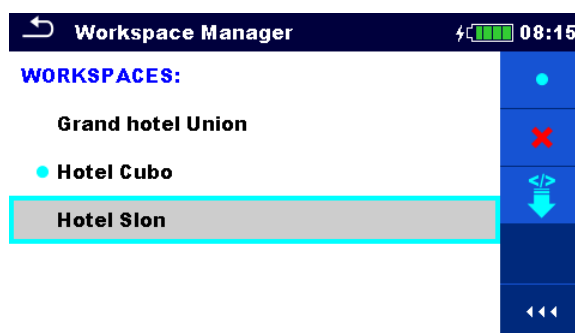 Workspace Manager 08:15
WORKSPACES:
Grand hotel Union
Hotel Cubo
Hotel Slon